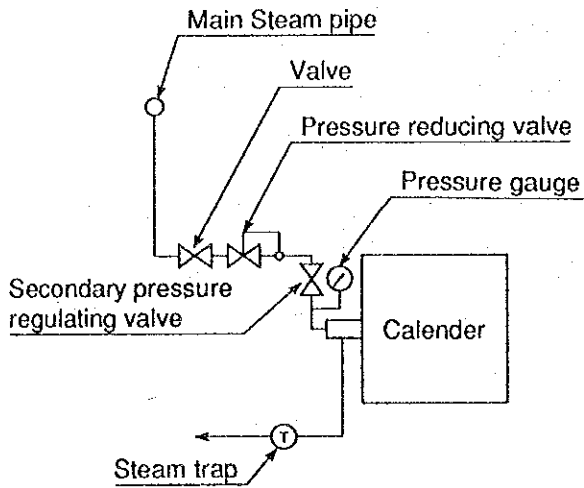 Main Steam pipe
Valve
Pressure reducing valve
Pressure gauge
Secondary pressure
regulating valve
Calender
T
Steam trap